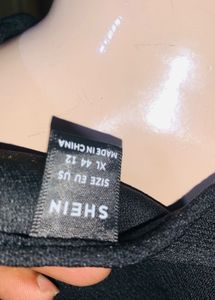 SHEIN
SIZE EU US
XL 44 12
MADE IN CHINA